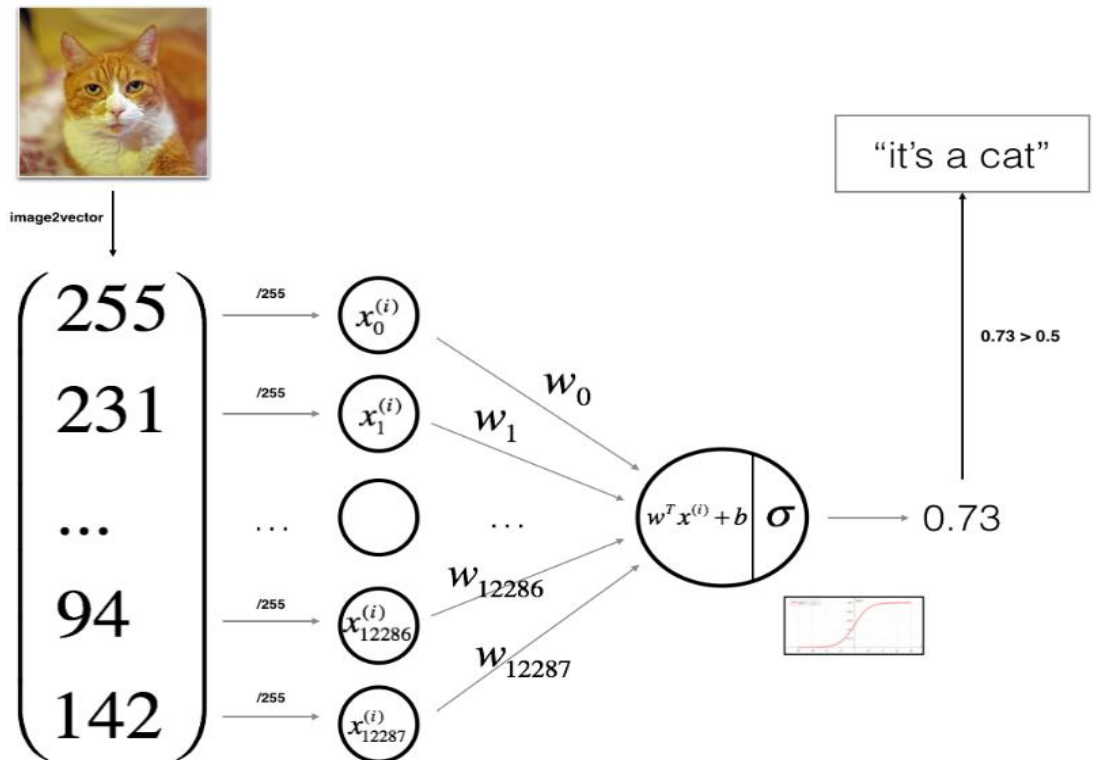 “it’s a cat”
image2vector
255 /255 x₀⁽ⁱ⁾
w₀
0.73 > 0.5
231 /255 x₁⁽ⁱ⁾
w₁
... ... ...
wᵀx⁽ⁱ⁾ + b σ 0.73
94 /255 x₁₂₂₈₆⁽ⁱ⁾
w₁₂₂₈₆
142 /255 x₁₂₂₈₇⁽ⁱ⁾
w₁₂₂₈₇